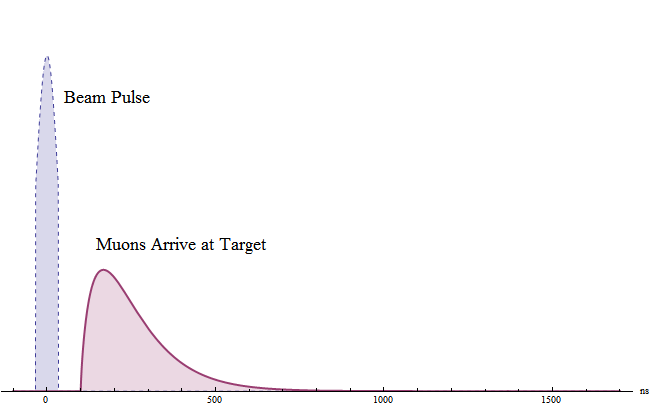 Beam Pulse
Muons Arrive at Target
0 500 1000 1500 ns